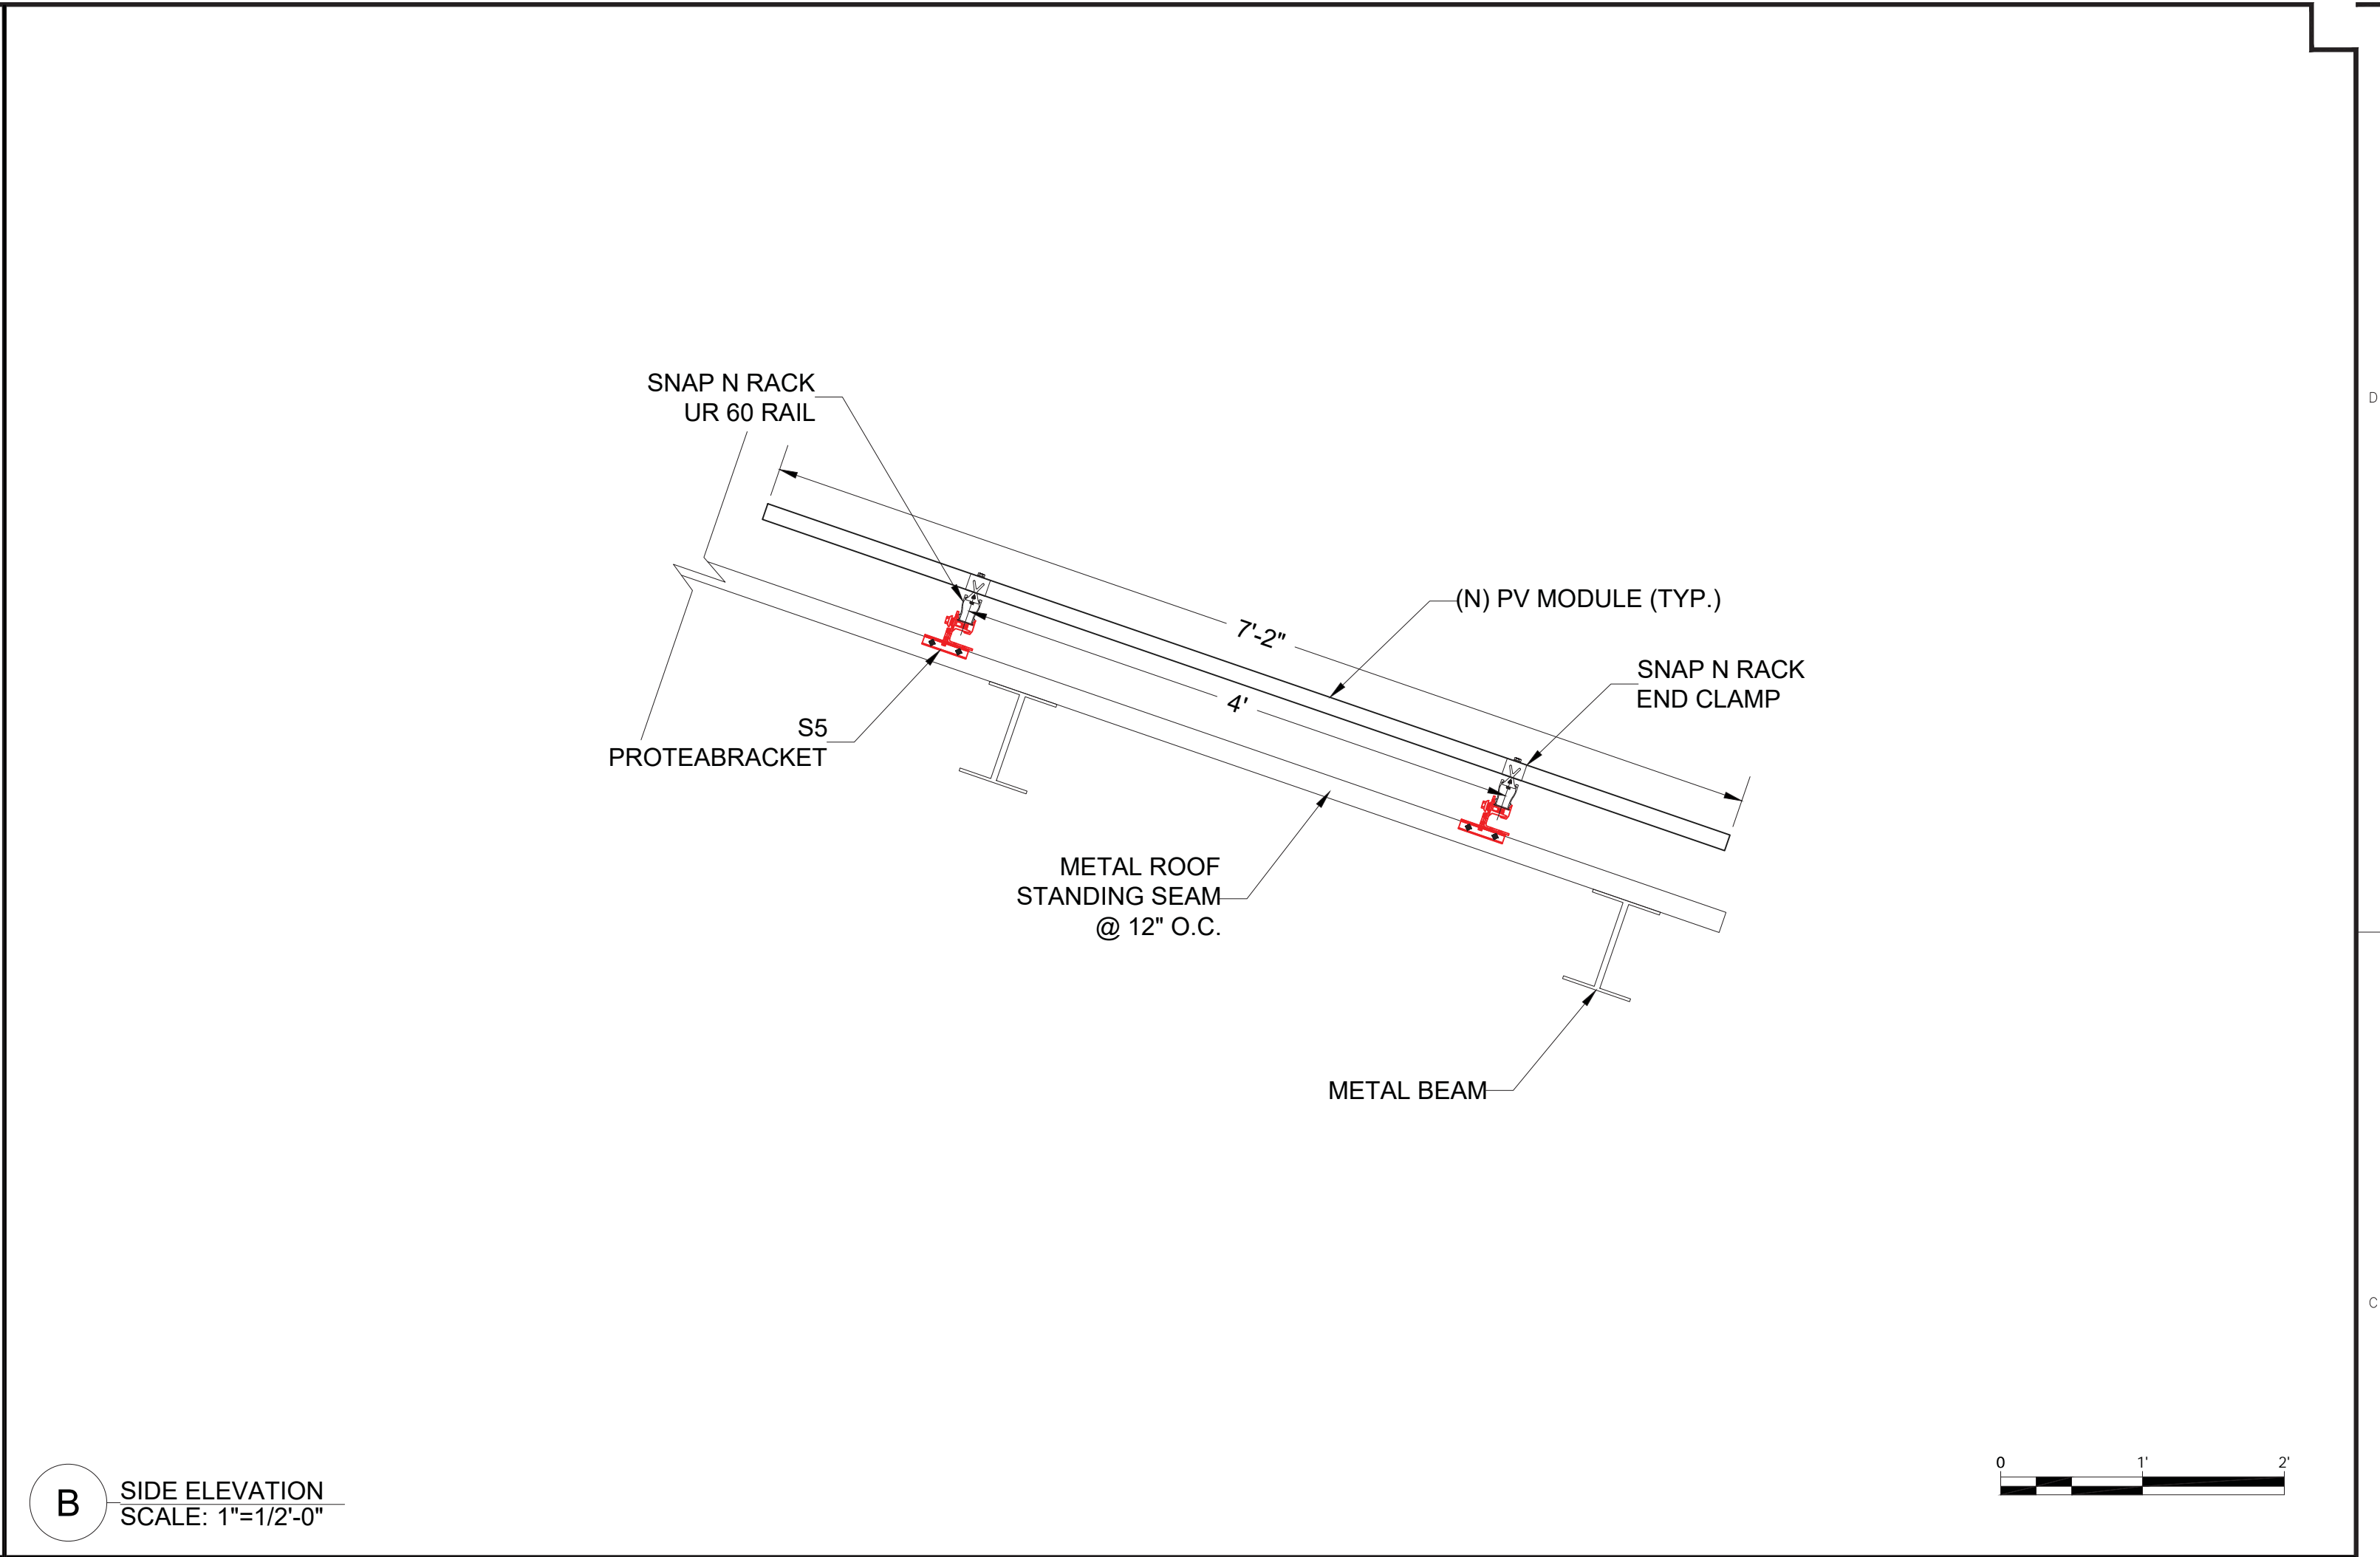 SNAP N RACK
UR 60 RAIL
7'-2"
(N) PV MODULE (TYP.)
4'
SNAP N RACK
END CLAMP
S5
PROTEABRACKET
METAL ROOF
STANDING SEAM
@ 12" O.C.
METAL BEAM
D
C
B
SIDE ELEVATION
SCALE: 1"=1/2'-0"
0 1' 2'